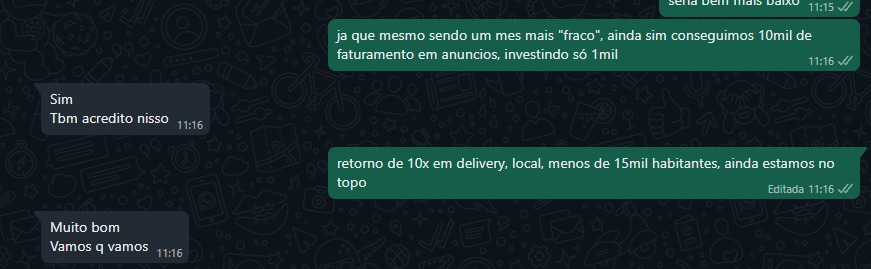 seria bem mais baixo 11:15
ja que mesmo sendo um mes mais "fraco", ainda sim conseguimos 10mil de
faturamento em anuncios, investindo só 1mil
11:16
Sim
Tbm acredito nisso 11:16
retorno de 10x em delivery, local, menos de 15mil habitantes, ainda estamos no
topo
Editada 11:16
Muito bom
Vamos q vamos 11:16